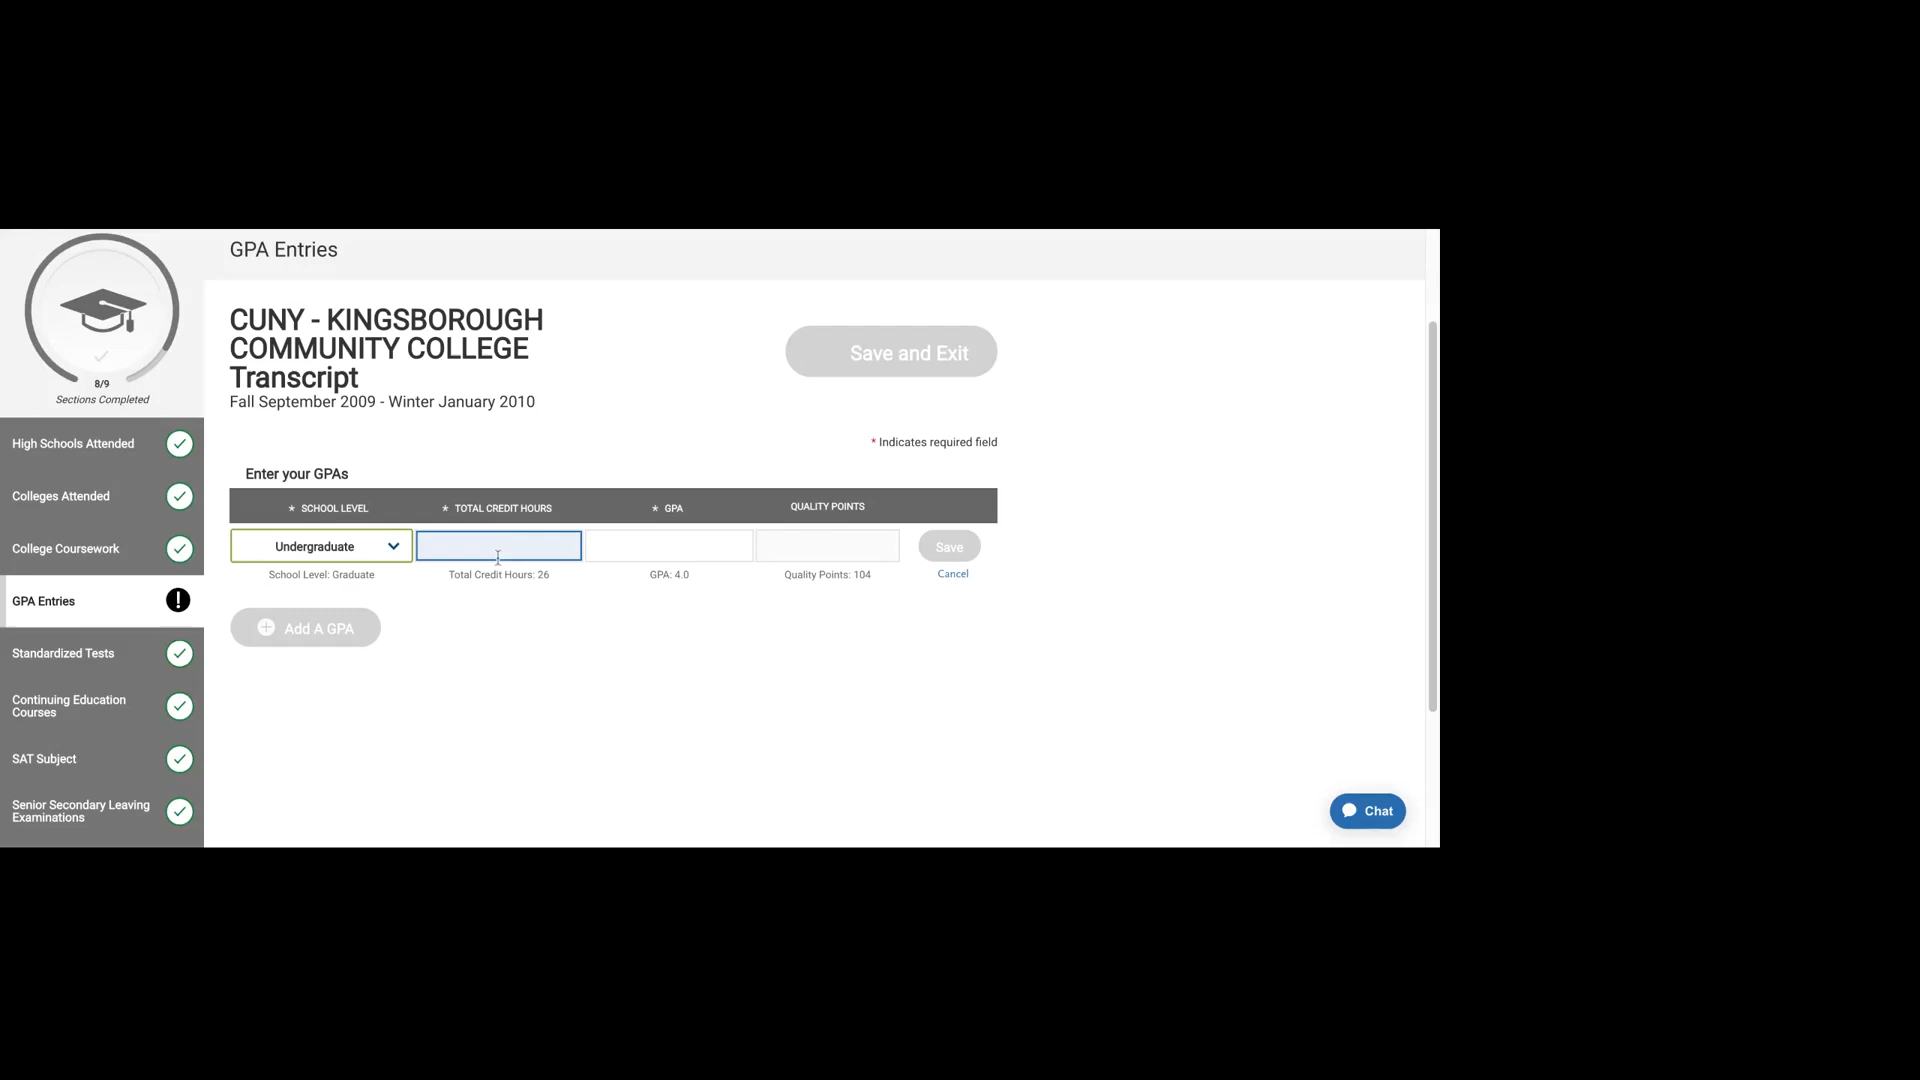 GPA Entries
CUNY - KINGSBOROUGH
COMMUNITY COLLEGE
Transcript
Fall September 2009 - Winter January 2010
Save and Exit
* Indicates required field
Enter your GPAs
* SCHOOL LEVEL * TOTAL CREDIT HOURS * GPA QUALITY POINTS
Undergraduate Save
School Level: Graduate Total Credit Hours: 26 GPA: 4.0 Quality Points: 104 Cancel
Add A GPA
8/9
Sections Completed
High Schools Attended
Colleges Attended
College Coursework
GPA Entries
Standardized Tests
Continuing Education
Courses
SAT Subject
Senior Secondary Leaving
Examinations
Chat